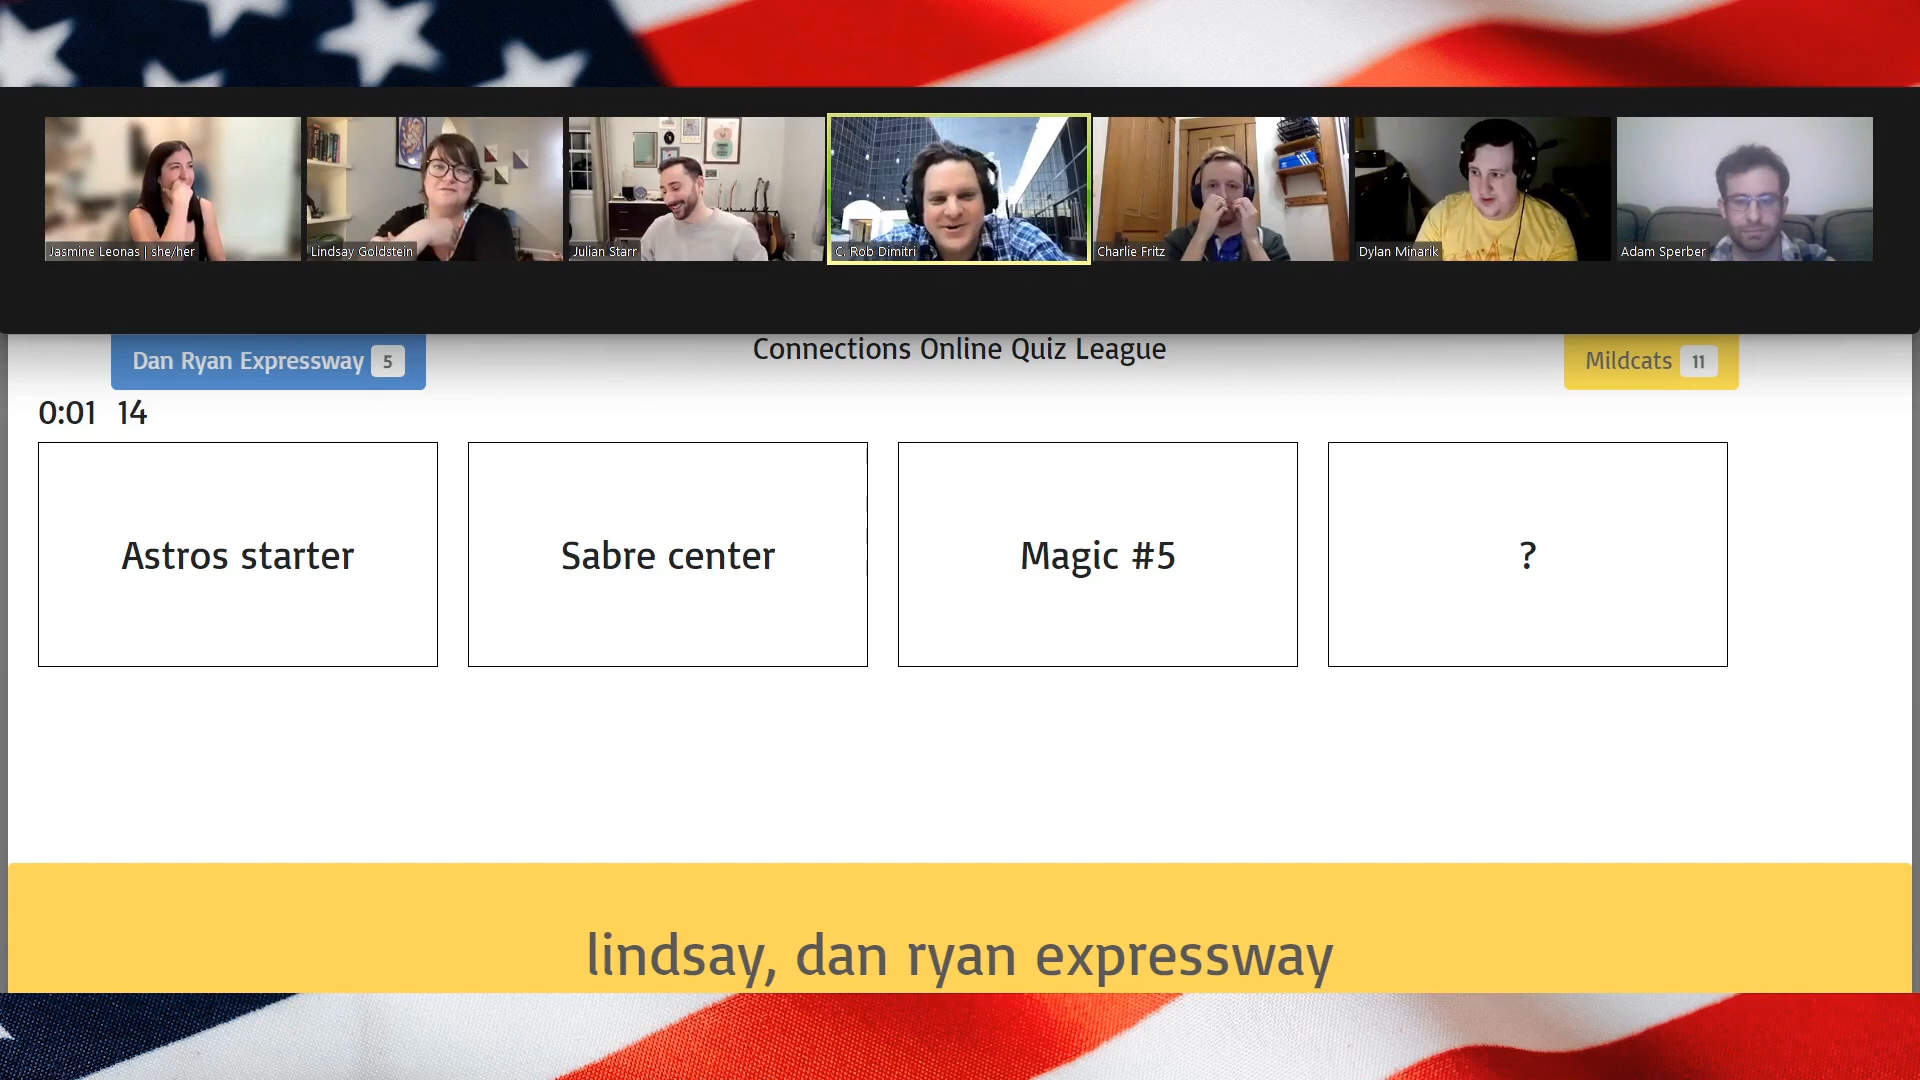 Jasmine Leonas | she/her
Lindsay Goldstein
Julian Starr
C. Rob Dimitri
Charlie Fritz
Dylan Minarik
Adam Sperber
Dan Ryan Expressway 5
Connections Online Quiz League
Mildcats 11
0:01 14
Astros starter
Sabre center
Magic #5
?
lindsay, dan ryan expressway